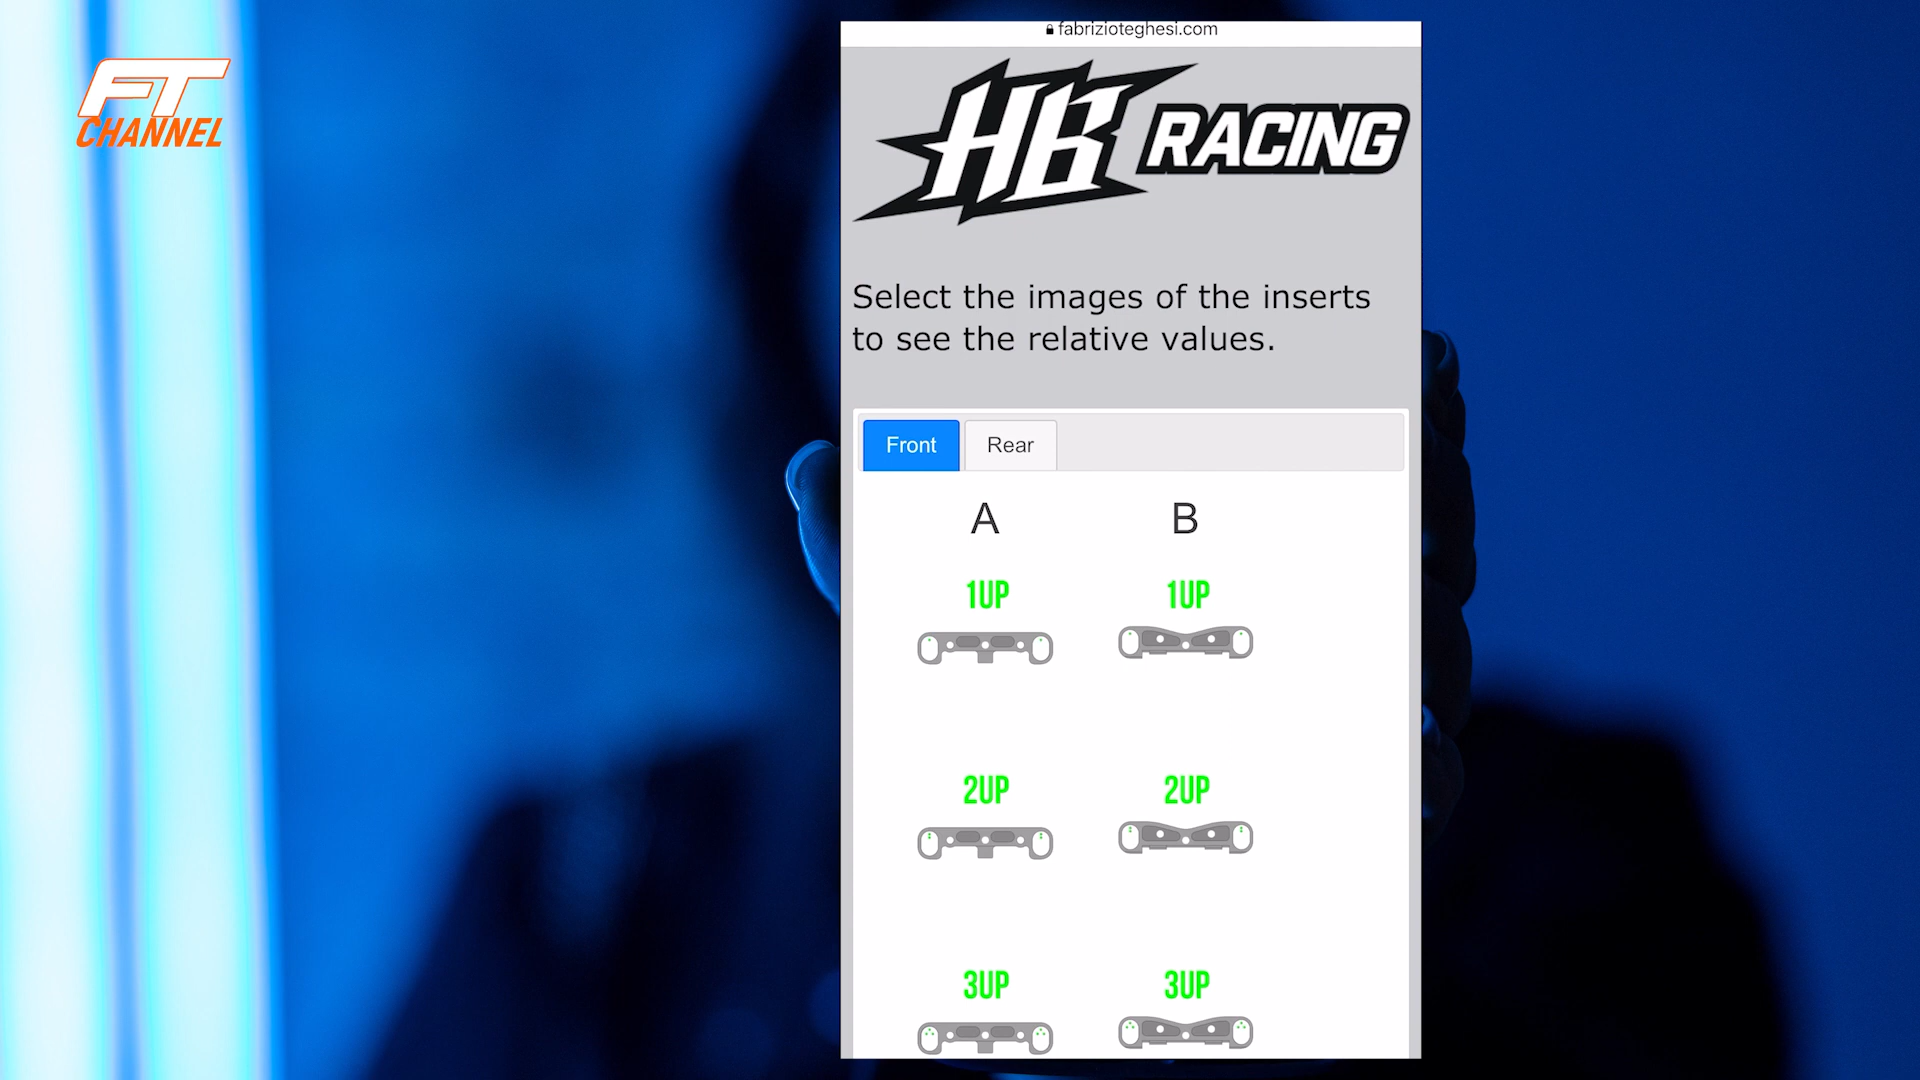 FT
CHANNEL
fabrizioteghesi.com
HB RACING
Select the images of the inserts
to see the relative values.
Front Rear
A B
1UP 1UP
2UP 2UP
3UP 3UP